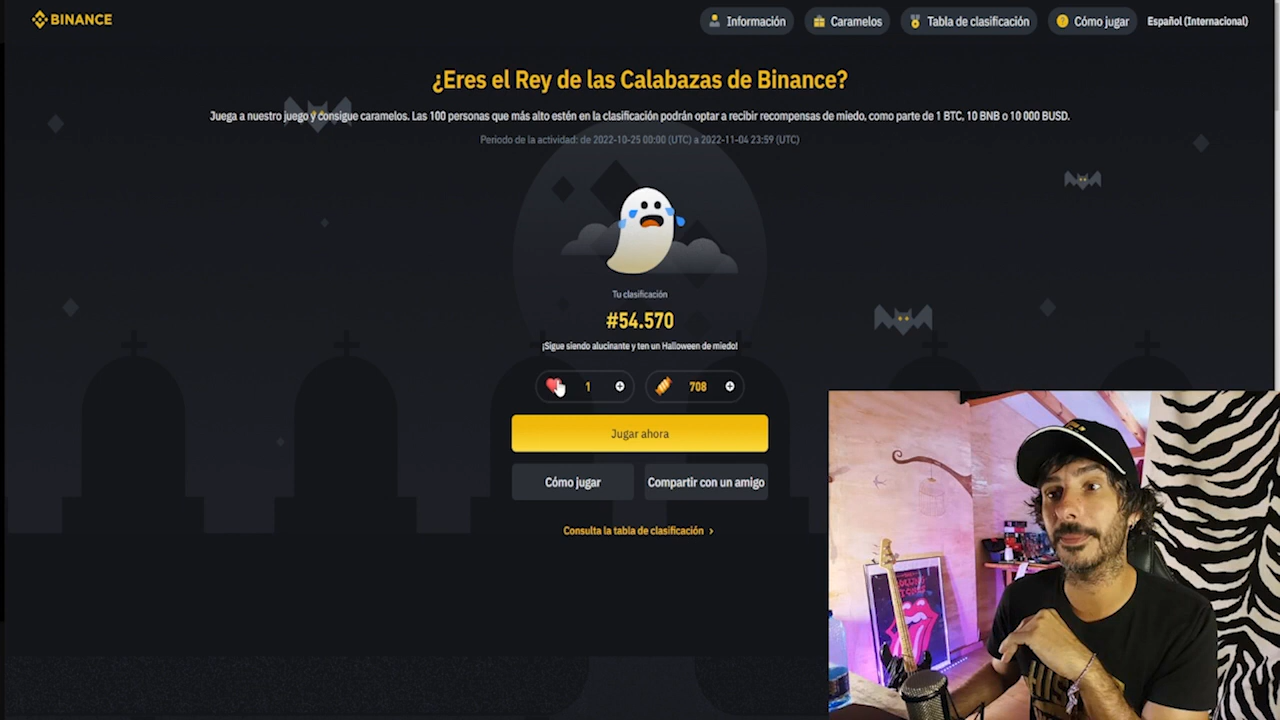 BINANCE
Información
Caramelos
Tabla de clasificación
Cómo jugar
Español (Internacional)
¿Eres el Rey de las Calabazas de Binance?
Juega a nuestro juego y consigue caramelos. Las 100 personas que más alto estén en la clasificación podrán optar a recibir recompensas de miedo, como parte de 1 BTC, 10 BNB o 10 000 BUSD.
Periodo de la actividad: de 2022-10-25 00:00 (UTC) a 2022-11-04 23:59 (UTC)
Tu clasificación
#54.570
¡Sigue siendo alucinante y ten un Halloween de miedo!
1
708
Jugar ahora
Cómo jugar
Compartir con un amigo
Consulta la tabla de clasificación ›